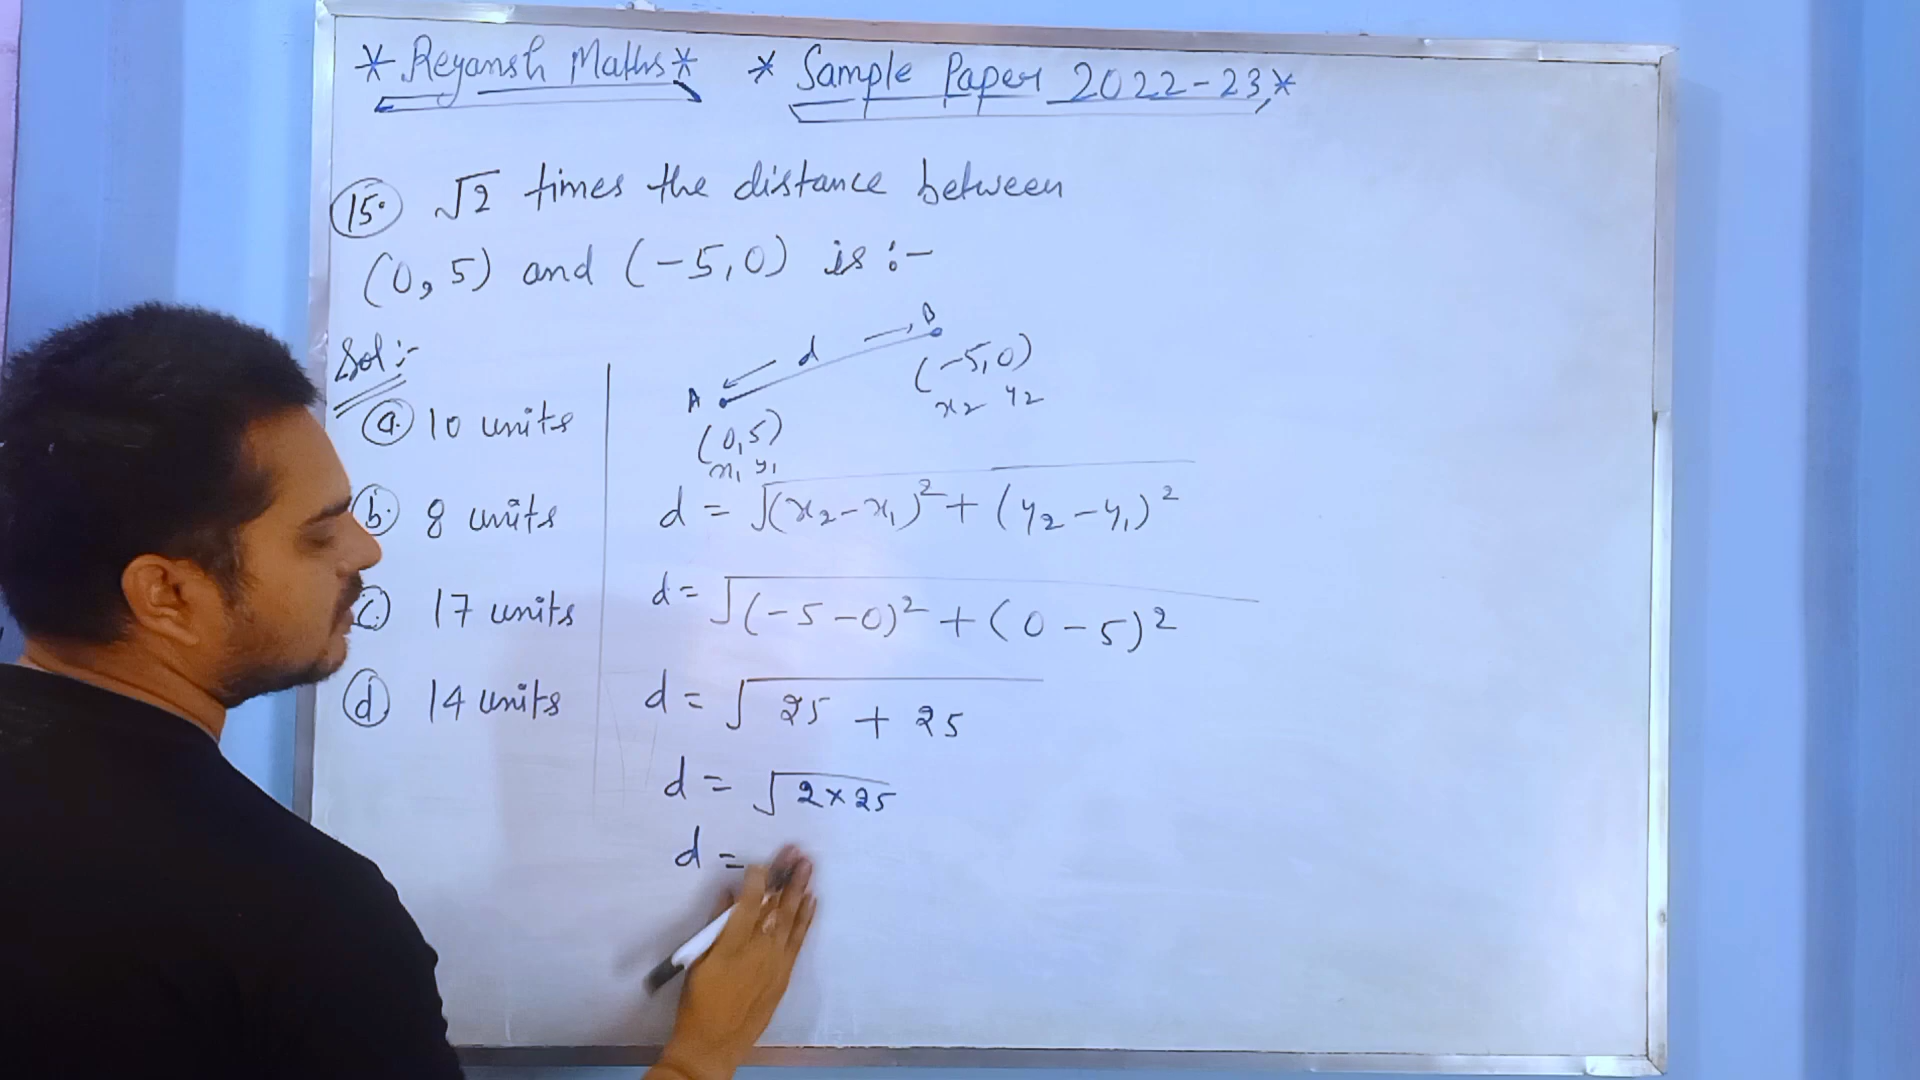 * Reyansh Maths * * Sample Paper 2022-23 *
15. √2 times the distance between
(0, 5) and (-5, 0) is :-
Sol :-
a. 10 units
b. 8 units
c. 17 units
d 14 units
A d B
(0, 5) (-5, 0)
x₁ y₁ x₂ y₂
d = √(x₂-x₁)² + (y₂-y₁)²
d = √(-5-0)² + (0-5)²
d = √25 + 25
d = √2×25
d =